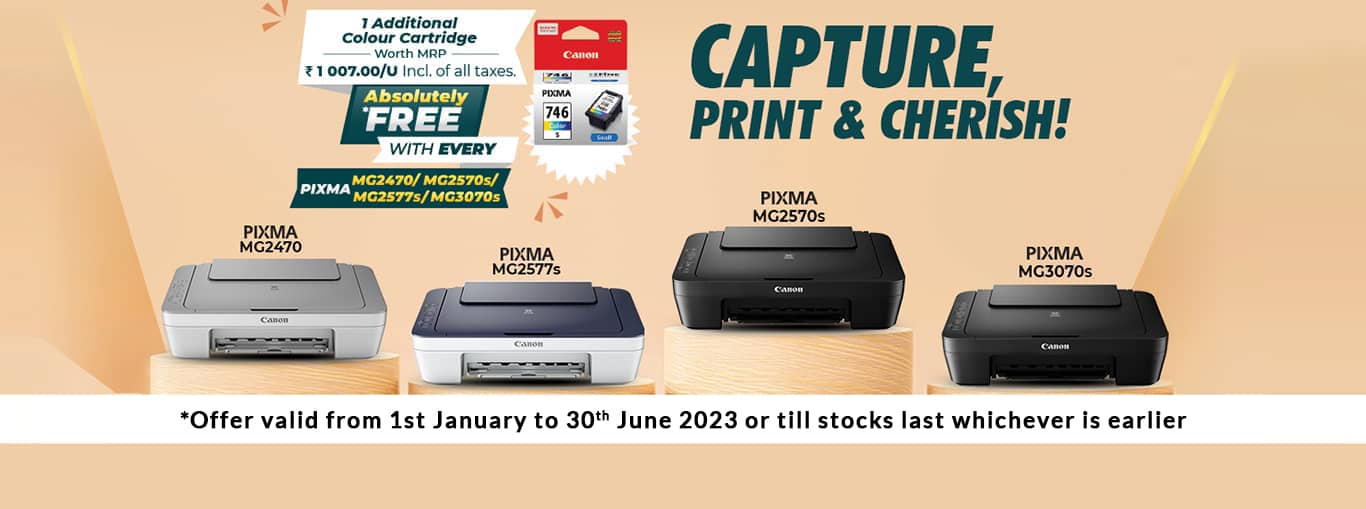 1 Additional
Colour Cartridge
Worth MRP
₹ 1 007.00/U Incl. of all taxes.
Absolutely
*FREE
WITH EVERY
PIXMA MG2470/ MG2570s/
MG2577s/ MG3070s
Canon
PIXMA
746
Color
S
Small
CAPTURE,
PRINT & CHERISH!
PIXMA
MG2470
Canon
PIXMA
MG2577s
Canon
PIXMA
MG2570s
Canon
PIXMA
MG3070s
Canon
*Offer valid from 1st January to 30th June 2023 or till stocks last whichever is earlier